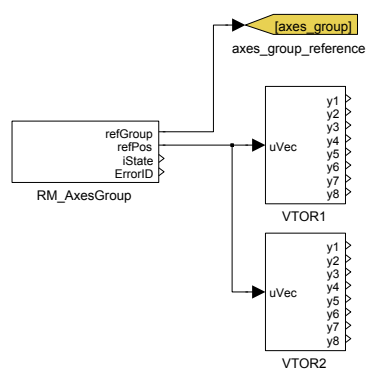 [axes_group]
axes_group_reference
refGroup
refPos
iState
ErrorID
RM_AxesGroup
uVec
y1
y2
y3
y4
y5
y6
y7
y8
VTOR1
uVec
y1
y2
y3
y4
y5
y6
y7
y8
VTOR2